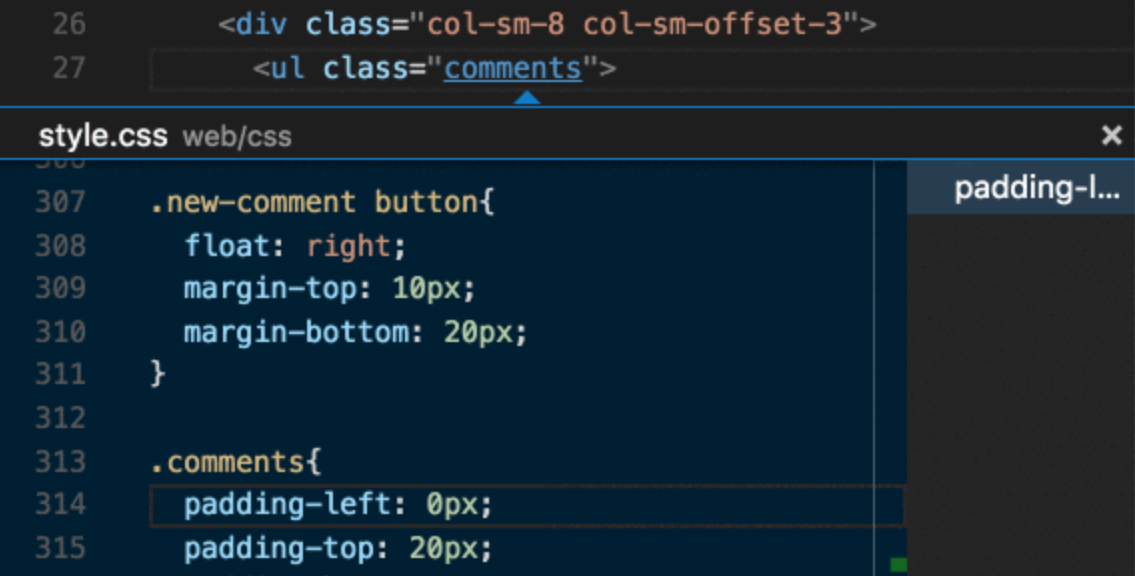 26 <div class="col-sm-8 col-sm-offset-3">
27 <ul class="comments">
style.css web/css ×
307 .new-comment button{
308 float: right;
309 margin-top: 10px;
310 margin-bottom: 20px;
311 }
312
313 .comments{
314 padding-left: 0px;
315 padding-top: 20px;
padding-l...